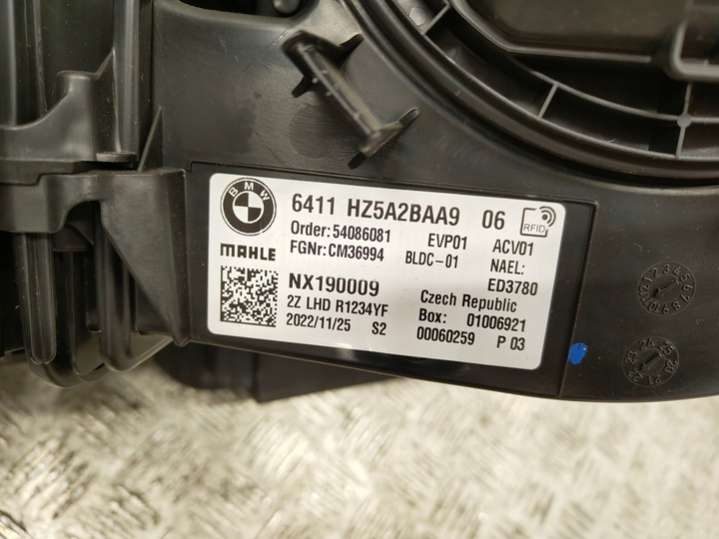 BMW
MAHLE
6411 HZ5A2BAA9 06
RFID
Order:54086081 EVP01 ACV01
FGNr:CM36994 BLDC-01 NAEL:
NX190009 ED3780
2Z LHD R1234YF Czech Republic
2022/11/25 S2 Box: 01006921
00060259 P 03